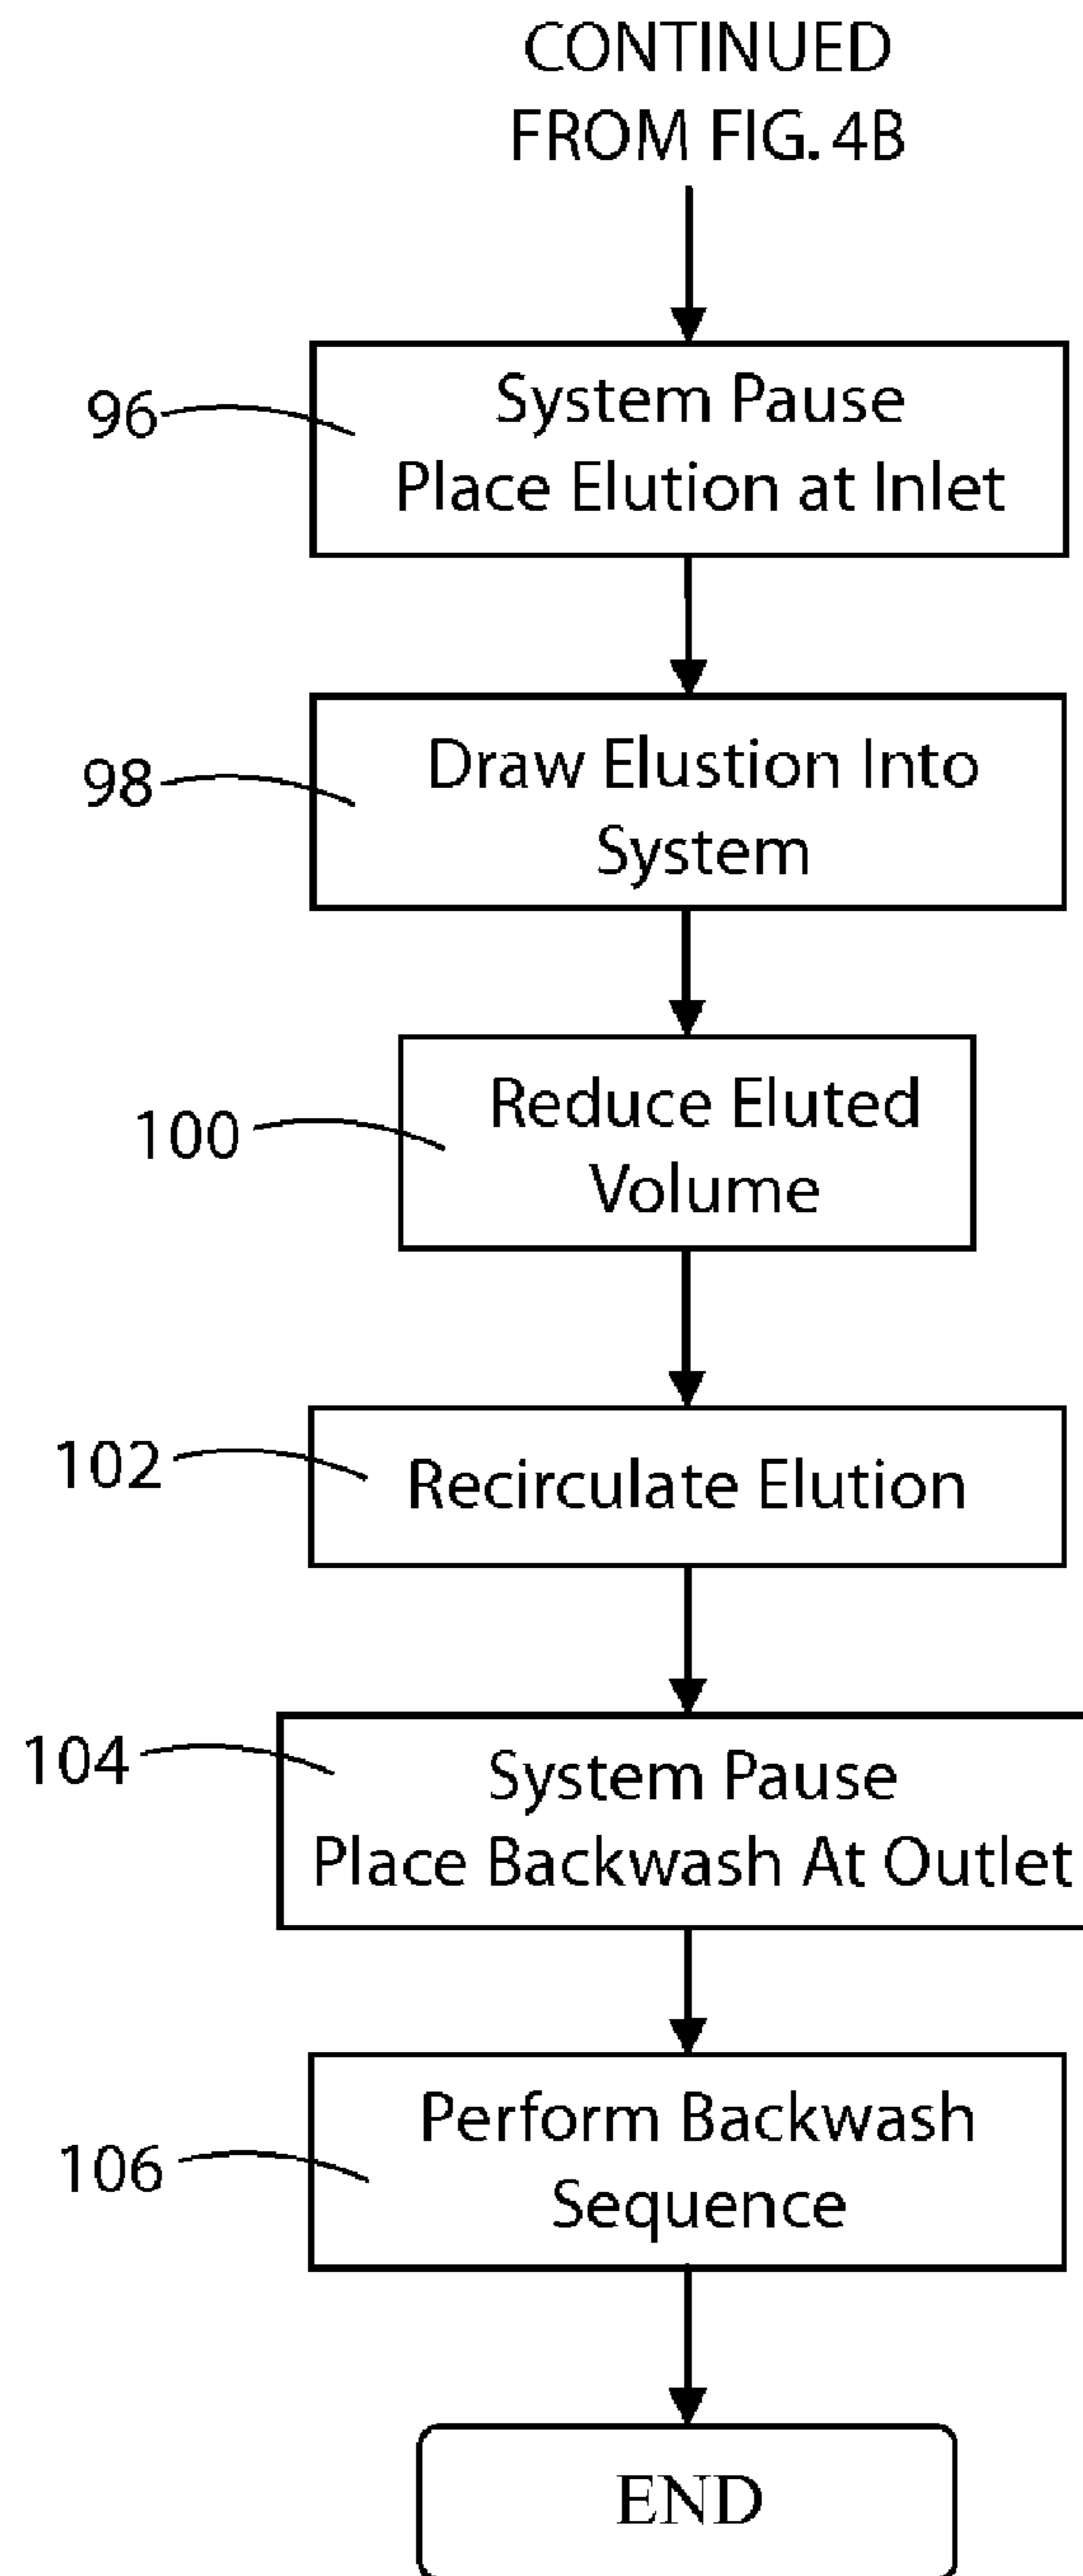 CONTINUED
FROM FIG. 4B
96
System Pause
Place Elution at Inlet
98
Draw Elustion Into
System
100
Reduce Eluted
Volume
102
Recirculate Elution
104
System Pause
Place Backwash At Outlet
106
Perform Backwash
Sequence
END